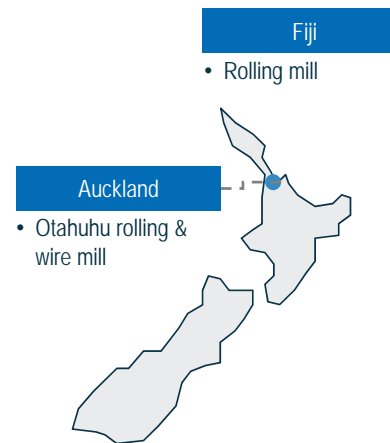 Fiji
• Rolling mill
Auckland
• Otahuhu rolling &
wire mill